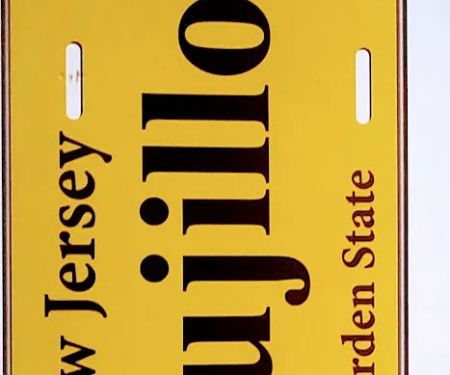 w Jersey
ujillo
rden State